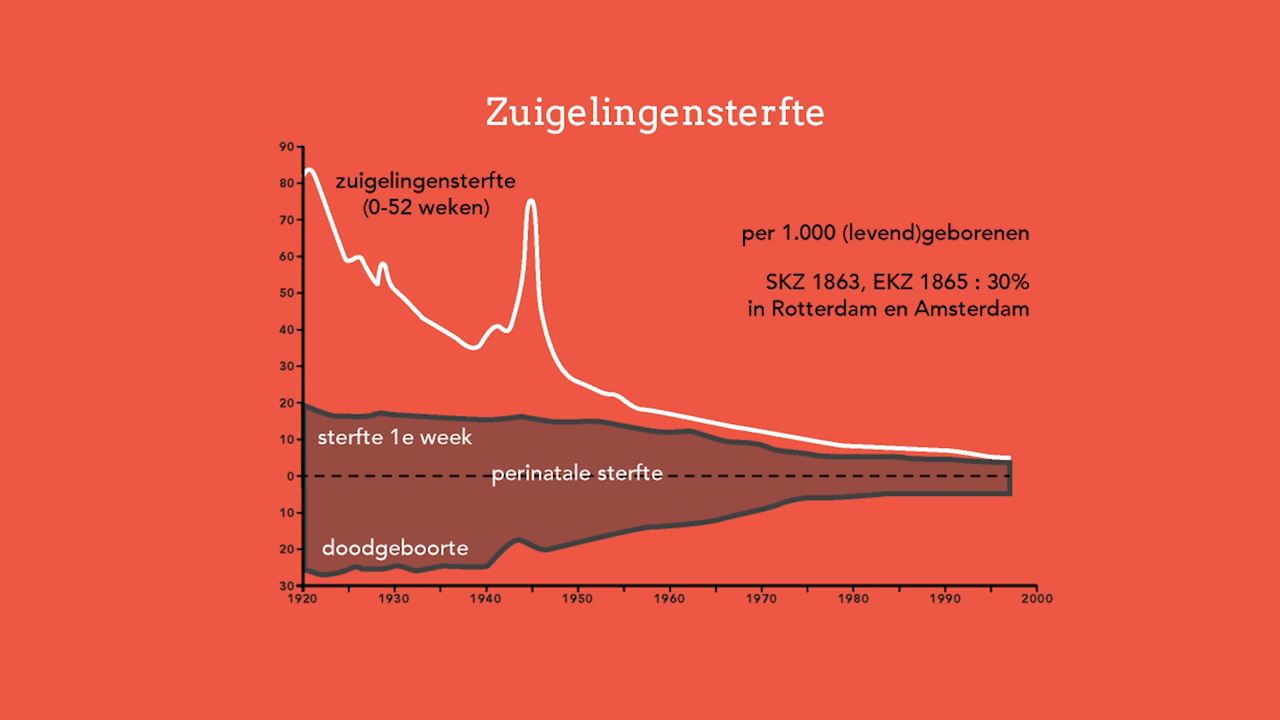 Zuigelingensterfte
90
80
70
60
50
40
30
20
10
0
10
20
30
zuigelingensterfte
(0-52 weken)
per 1.000 (levend)geborenen
SKZ 1863, EKZ 1865 : 30%
in Rotterdam en Amsterdam
sterfte 1e week
perinatale sterfte
doodgeboorte
1920 1930 1940 1950 1960 1970 1980 1990 2000